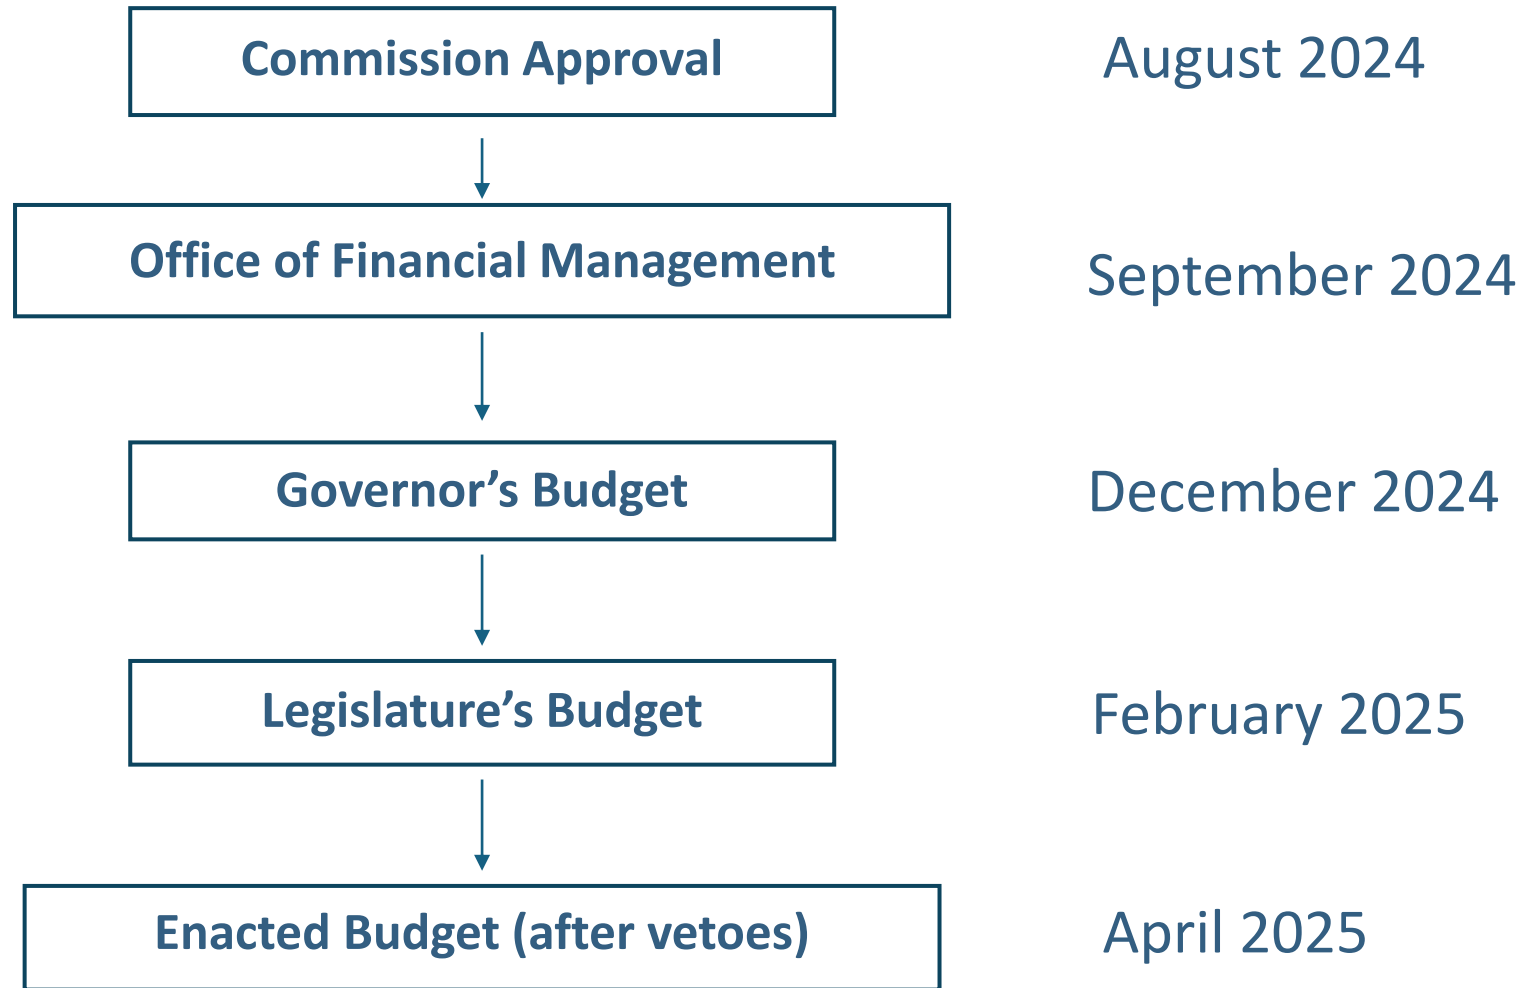 Commission Approval
August 2024
Office of Financial Management
September 2024
Governor’s Budget
December 2024
Legislature’s Budget
February 2025
Enacted Budget (after vetoes)
April 2025